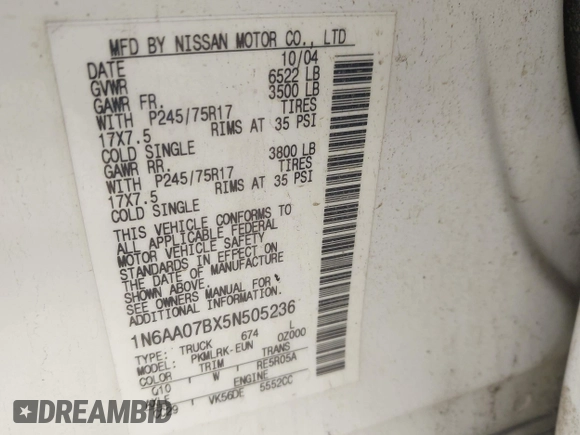 MFD BY NISSAN MOTOR CO., LTD
DATE 10/04
GVWR 6522 LB
GAWR FR. 3500 LB
WITH P245/75R17 TIRES
17X7.5 RIMS AT 35 PSI
COLD SINGLE
GAWR RR. 3800 LB
WITH P245/75R17 TIRES
17X7.5 RIMS AT 35 PSI
COLD SINGLE
THIS VEHICLE CONFORMS TO
ALL APPLICABLE FEDERAL
MOTOR VEHICLE SAFETY
STANDARDS IN EFFECT ON
THE DATE OF MANUFACTURE
SHOWN ABOVE.
SEE OWNERS MANUAL FOR
ADDITIONAL INFORMATION.
1N6AA07BX5N505236
TYPE: TRUCK 674 L
MODEL: PKMLRK-EUN 0Z000
COLOR TRIM TRANS
Q10 W RE5R05A
ENGINE
29 VK56DE 5552CC
RIDESAFELY.COM